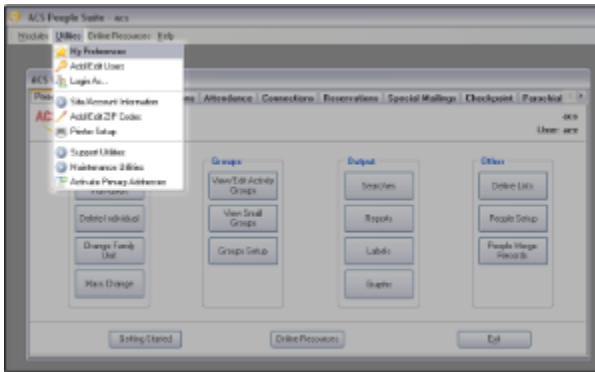 ACS People Suite - acs
Modules Utilities Online Resources Help
My Preferences
Add/Edit Users
Login As...
Site/Account Information
Add/Edit ZIP Codes
Printer Setup
Support Utilities
Maintenance Utilities
Activate Primary Addresses
ACS
Attendance Connections Reservations Special Mailings Checkpoint Parochial
acs
User: acs
Groups
Output
Other
View/Edit Activity Groups
Searches
Define Lists
Delete Individual
View Small Groups
Reports
People Setup
Change Family Unit
Groups Setup
Labels
People Merge Records
Mass Change
Graphs
Getting Started
Online Resources
Exit